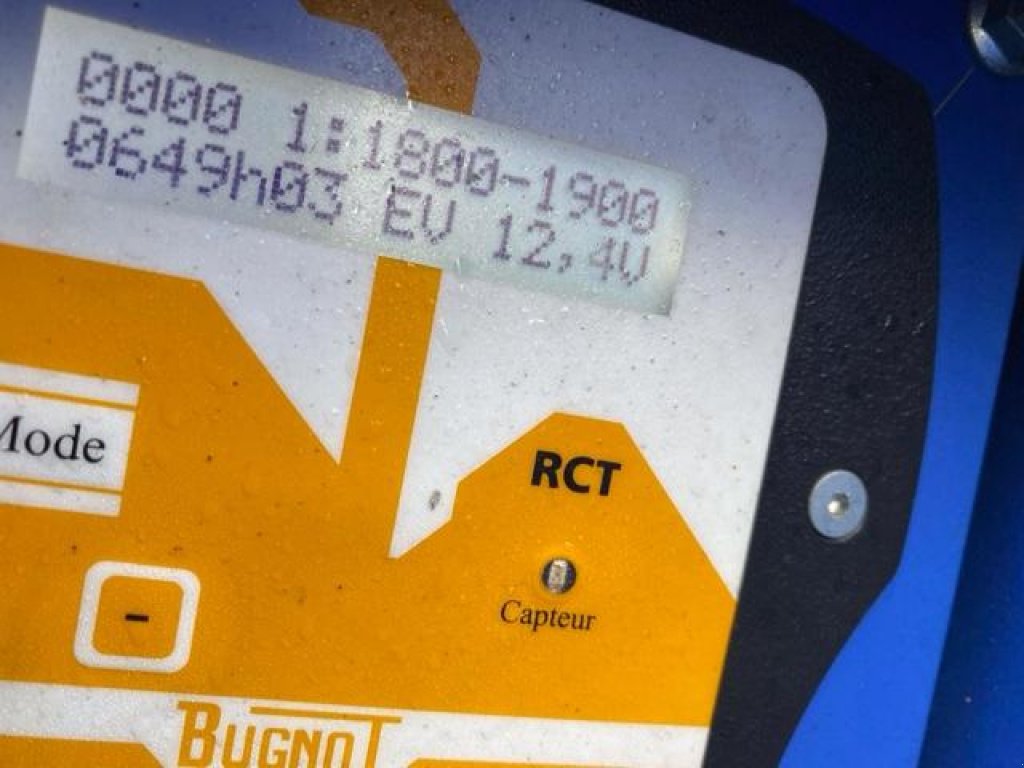 0000 1:1800-1900
0649h03 EV 12,4V
Mode
RCT
-
Capteur
BUGNOT